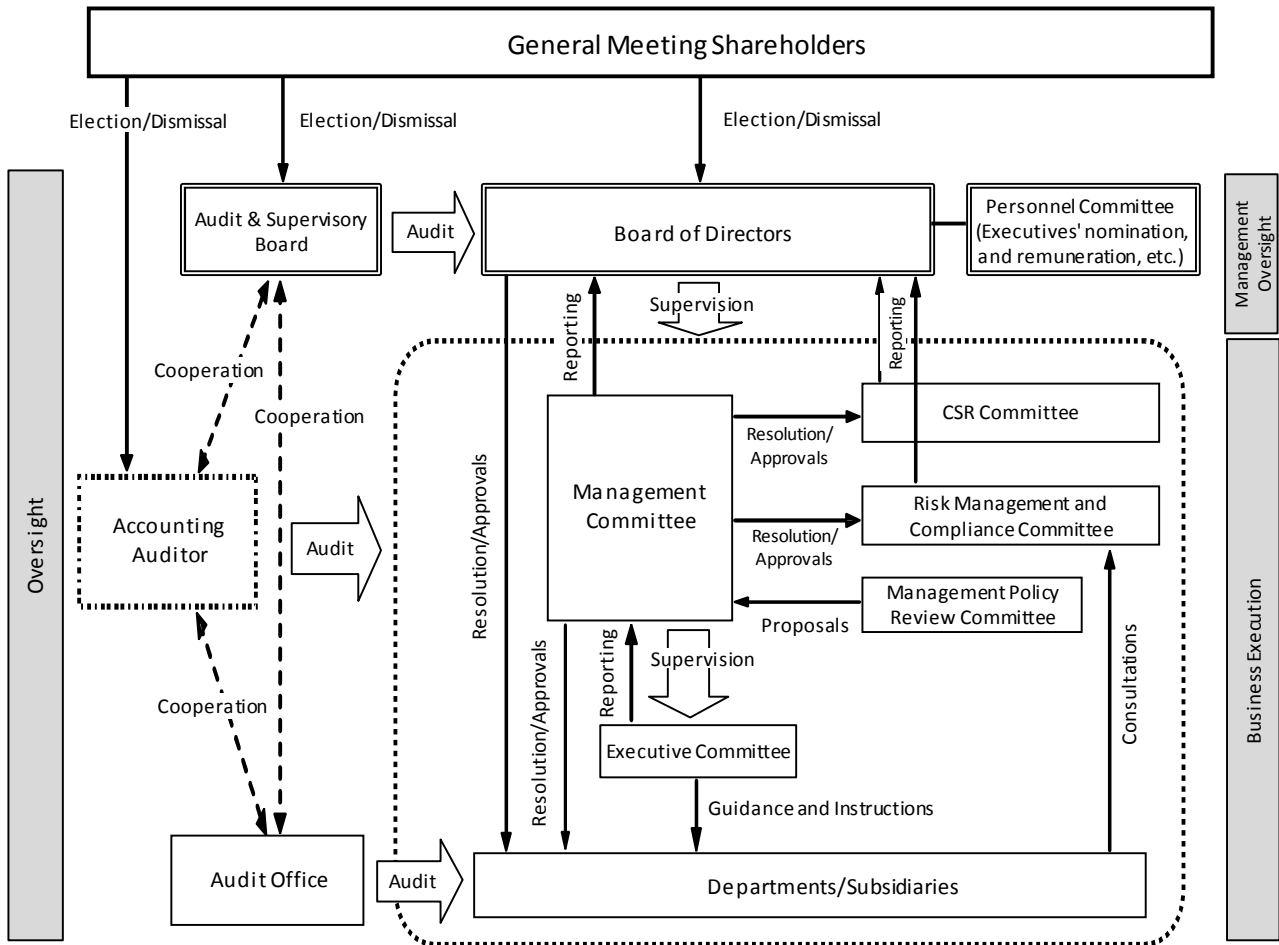 General Meeting Shareholders
Election/Dismissal
Election/Dismissal
Election/Dismissal
Oversight
Audit & Supervisory
Board
Audit
Board of Directors
Personnel Committee
(Executives' nomination,
and remuneration, etc.)
Management
Oversight
Cooperation
Cooperation
Reporting
Supervision
Reporting
Resolution/Approvals
Management
Committee
Resolution/
Approvals
CSR Committee
Resolution/
Approvals
Risk Management and
Compliance Committee
Accounting
Auditor
Audit
Proposals
Management Policy
Review Committee
Business Execution
Cooperation
Resolution/Approvals
Reporting
Supervision
Executive Committee
Consultations
Guidance and Instructions
Audit Office
Audit
Departments/Subsidiaries